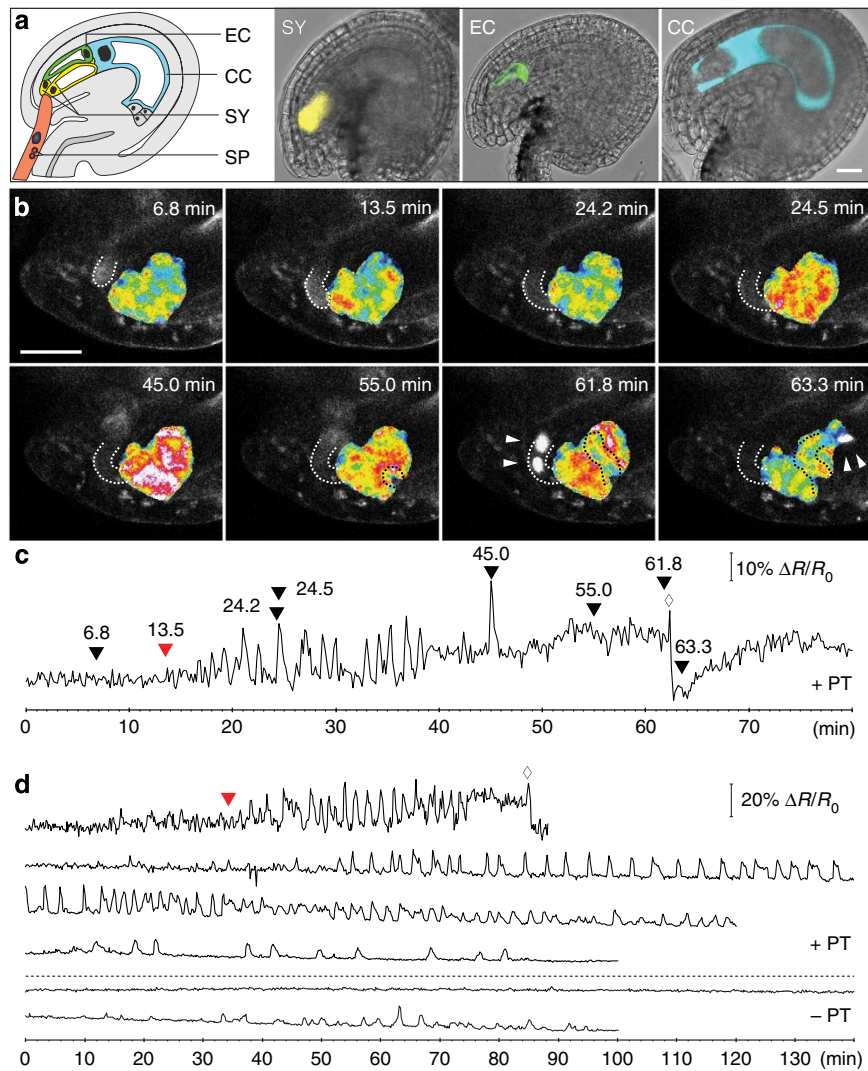 a
EC
CC
SY
SP
SY
EC
CC
b
6.8 min
13.5 min
24.2 min
24.5 min
45.0 min
55.0 min
61.8 min
63.3 min
c
10% ΔR/R0
45.0
61.8
24.5
55.0
24.2
6.8
13.5
63.3
+ PT
0 10 20 30 40 50 60 70 (min)
d
20% ΔR/R0
+ PT
– PT
0 10 20 30 40 50 60 70 80 90 100 110 120 130 (min)